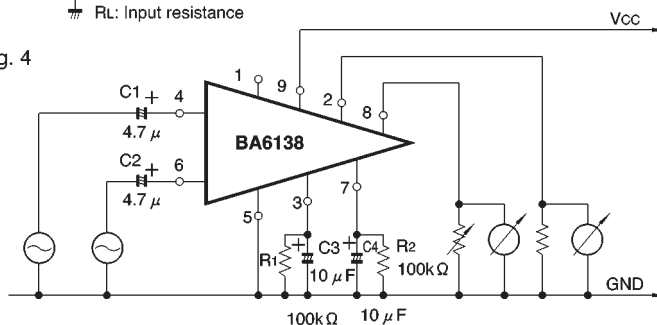 RL: Input resistance
VCC
g. 4
1
9
2
8
C1 + 4
4.7 μ
BA6138
C2 + 6
4.7 μ
5
3
7
R1
+
C3
10 μF
+
C4
R2
100kΩ
GND
100kΩ
10 μF